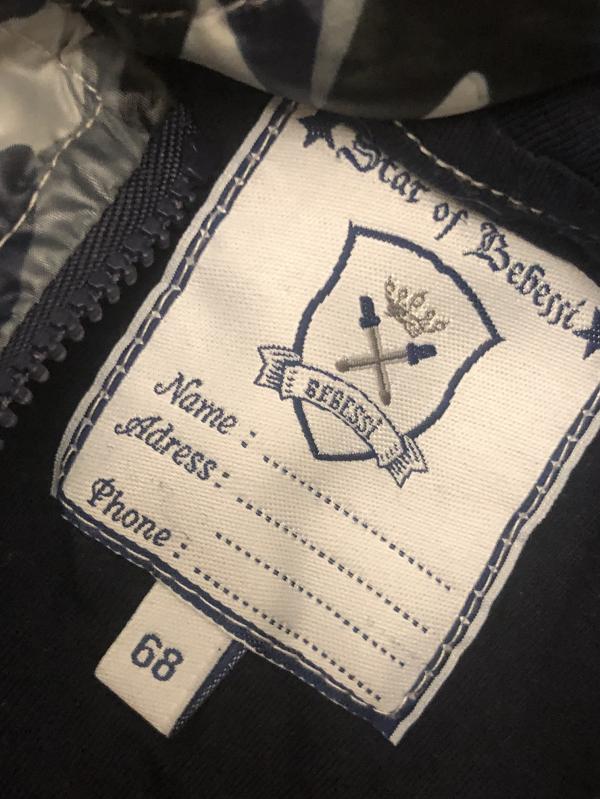 Star of Bebessi
BEBESSI
Name :
Adress :
Phone :
68